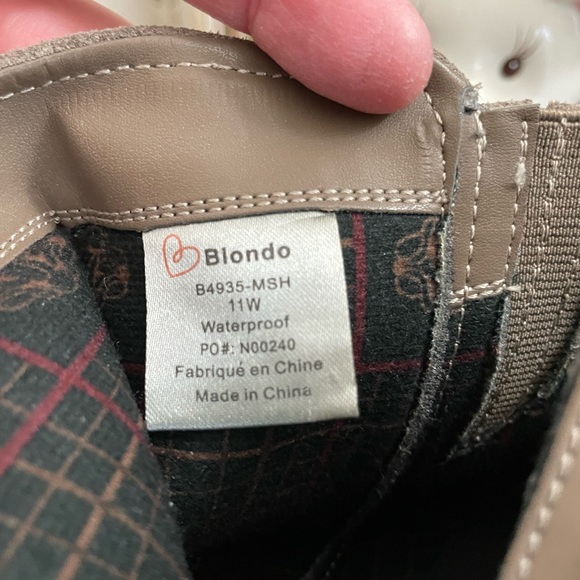 Blondo
B4935-MSH
11W
Waterproof
PO#: N00240
Fabriqué en Chine
Made in China